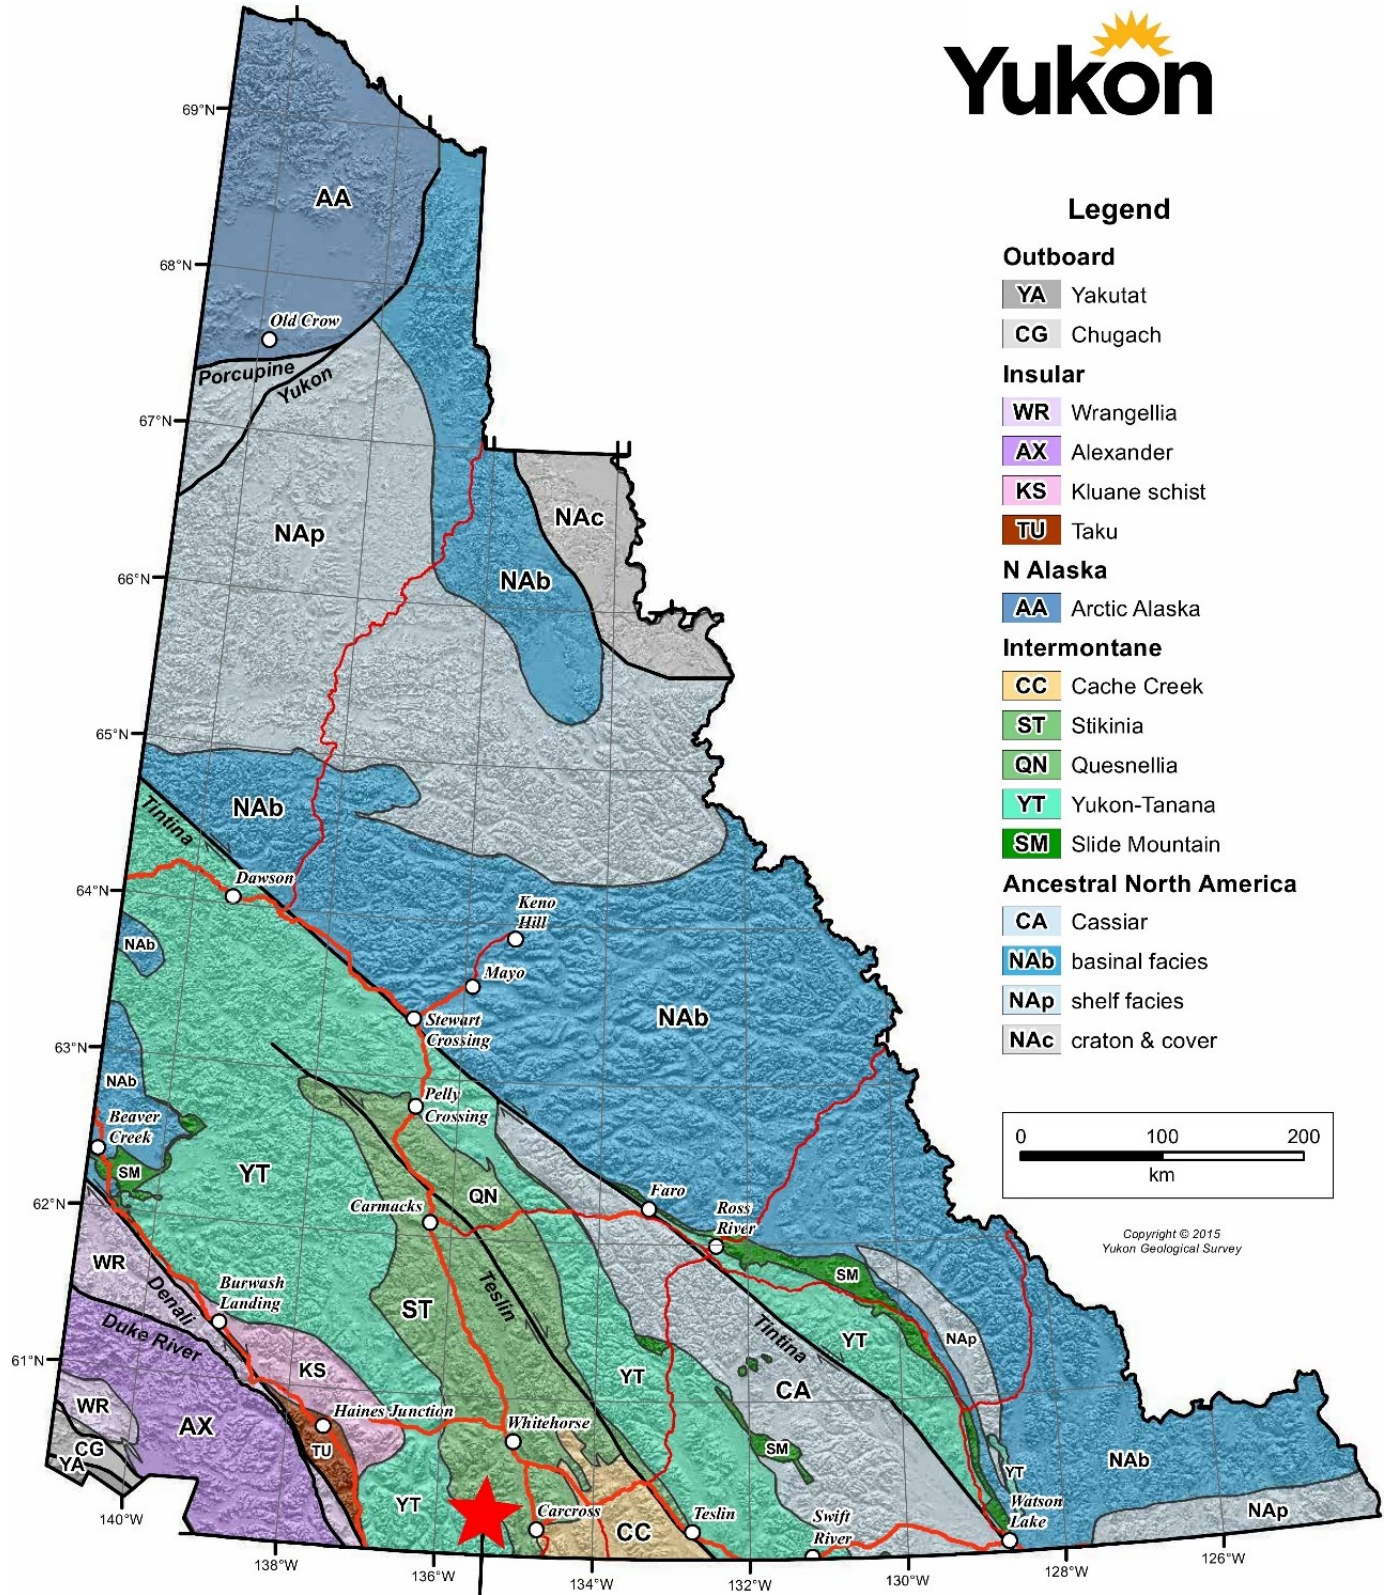 Yukon
69°N
AA
68°N
Old Crow
Porcupine
Yukon
67°N
NAp
NAc
NAb
66°N
65°N
NAb
Tintina
Dawson
64°N
Keno
Hill
NAb
Mayo
Stewart
Crossing
NAb
63°N
NAb
Beaver
Creek
Pelly
Crossing
SM
YT
QN
62°N
Carmacks
Faro
Ross
River
WR
Denali
Burwash
Landing
ST
Teslin
SM
Duke River
Tintina
YT
NAp
61°N
KS
YT
CA
WR
AX
Haines Junction
Whitehorse
TU
SM
CG
YA
NAb
YT
140°W
YT
Carcross
CC
Teslin
Swift
River
Watson
Lake
NAp
138°W
136°W
134°W
132°W
130°W
128°W
126°W
Legend
Outboard
YA Yakutat
CG Chugach
Insular
WR Wrangellia
AX Alexander
KS Kluane schist
TU Taku
N Alaska
AA Arctic Alaska
Intermontane
CC Cache Creek
ST Stikinia
QN Quesnellia
YT Yukon-Tanana
SM Slide Mountain
Ancestral North America
CA Cassiar
NAb basinal facies
NAp shelf facies
NAc craton & cover
0 100 200
km
Copyright © 2015
Yukon Geological Survey